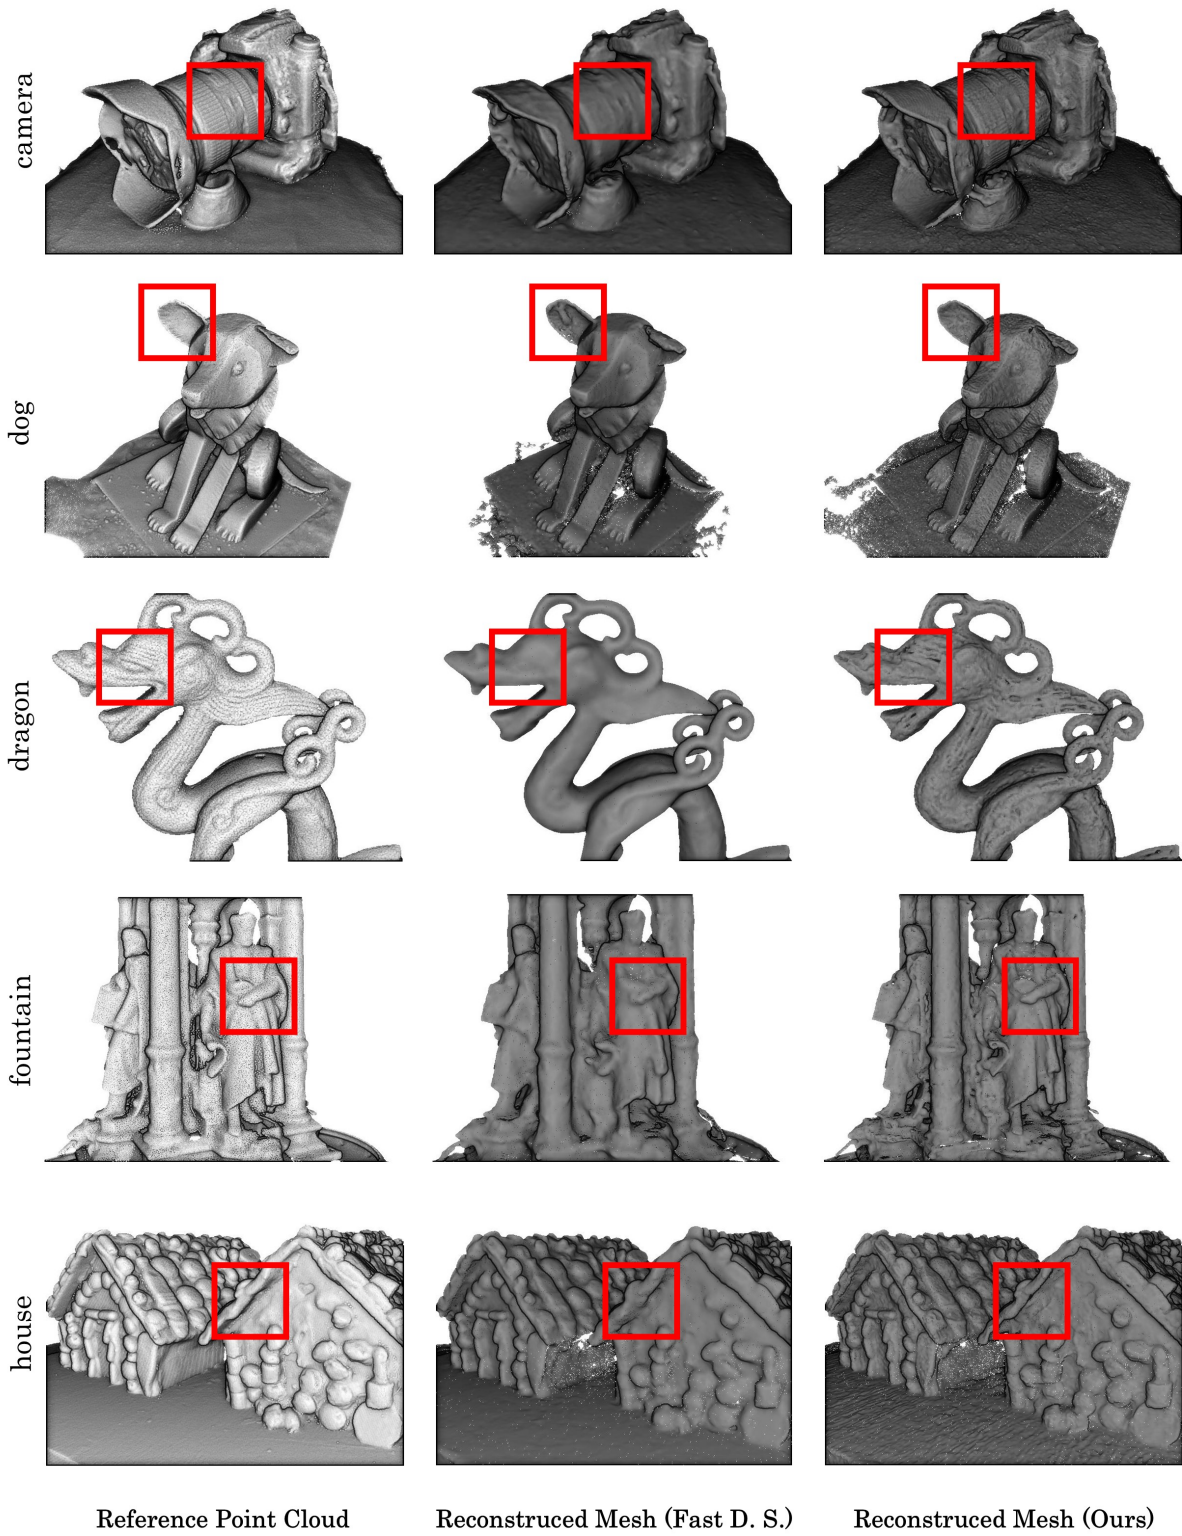 camera
dog
dragon
fountain
house
Reference Point Cloud
Reconstruced Mesh (Fast D. S.)
Reconstruced Mesh (Ours)